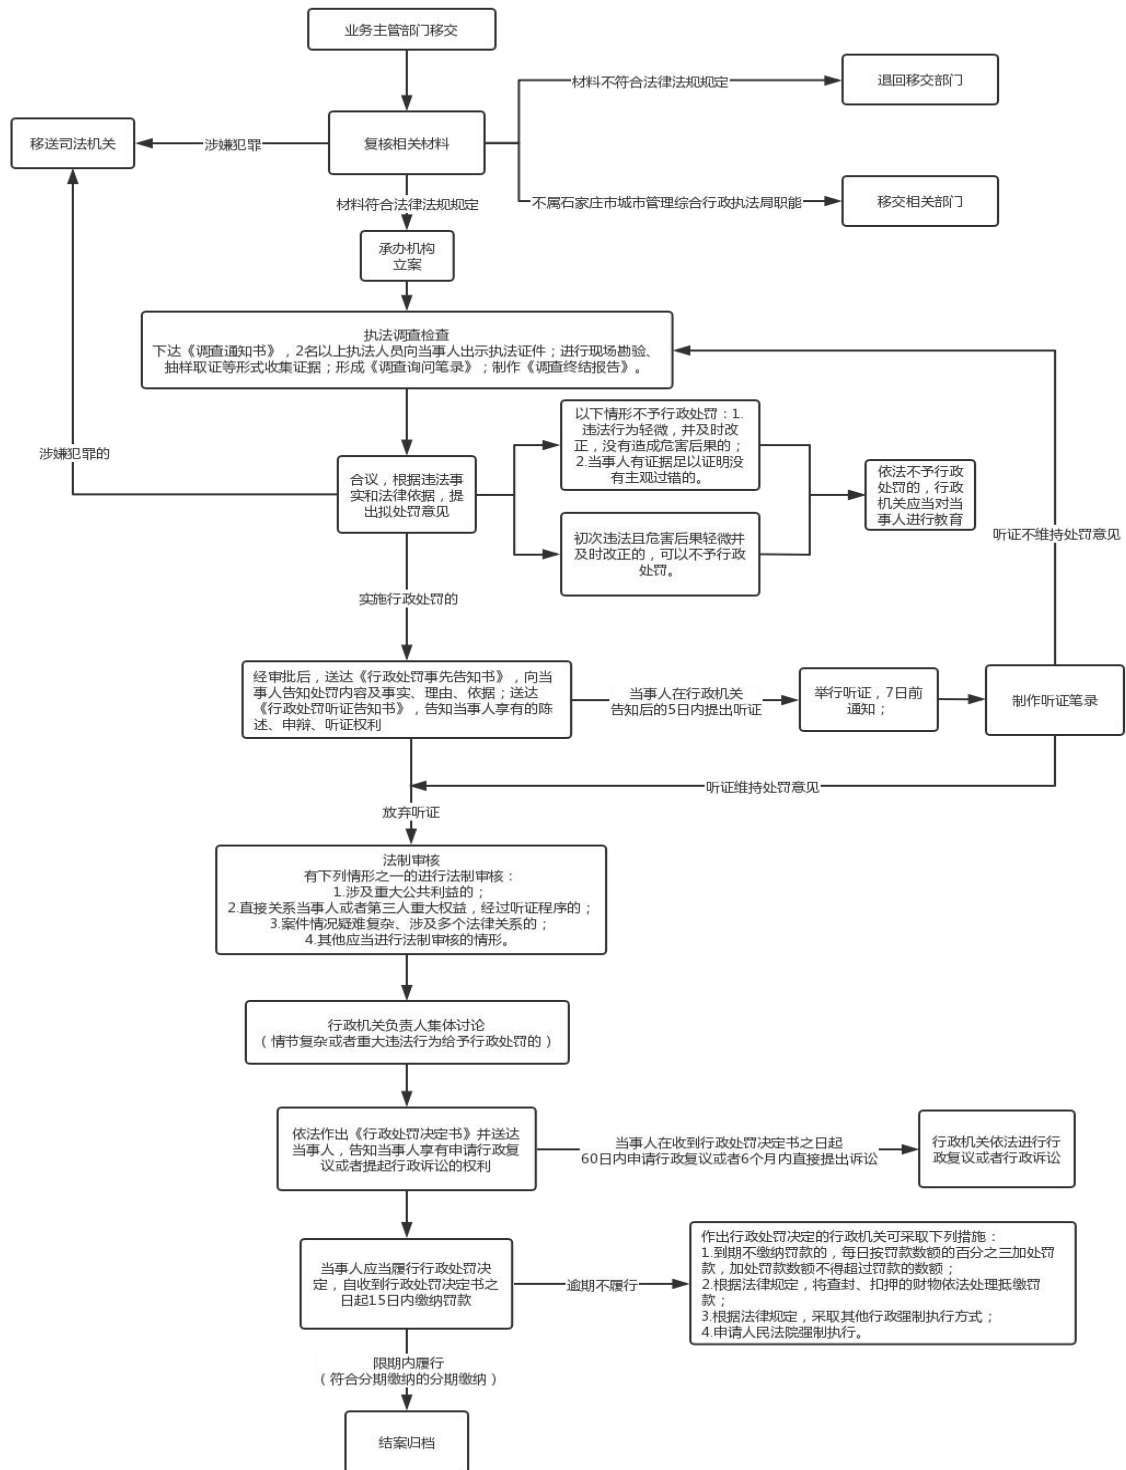 业务主管部门移交
材料不符合法律法规规定
退回移交部门
移送司法机关
涉嫌犯罪
复核相关材料
材料符合法律法规规定
不属石家庄市城市管理综合行政执法局职能
移交相关部门
承办机构
立案
执法调查检查
下达《调查通知书》，2名以上执法人员向当事人出示执法证件；进行现场勘验、
抽样取证等形式收集证据；形成《调查询问笔录》；制作《调查终结报告》。
涉嫌犯罪的
合议，根据违法事
实和法律依据，提
出拟处罚意见
以下情形不予行政处罚：1.
违法行为轻微，并及时改
正，没有造成危害后果的；
2.当事人有证据足以证明没
有主观过错的。
初次违法且危害后果轻微并
及时改正的，可以不予行政
处罚。
依法不予行政
处罚的，行政
机关应当对当
事人进行教育
听证不维持处罚意见
实施行政处罚的
经审批后，送达《行政处罚事先告知书》，向当
事人告知处罚内容及事实、理由、依据；送达
《行政处罚听证告知书》，告知当事人享有的陈
述、申辩、听证权利
当事人在行政机关
告知后的5日内提出听证
举行听证，7日前
通知；
制作听证笔录
听证维持处罚意见
放弃听证
法制审核
有下列情形之一的进行法制审核：
1.涉及重大公共利益的；
2.直接关系当事人或者第三人重大权益，经过听证程序的；
3.案件情况疑难复杂、涉及多个法律关系的；
4.其他应当进行法制审核的情形。
行政机关负责人集体讨论
（情节复杂或者重大违法行为给予行政处罚的）
依法作出《行政处罚决定书》并送达
当事人，告知当事人享有申请行政复
议或者提起行政诉讼的权利
当事人在收到行政处罚决定书之日起
60日内申请行政复议或者6个月内直接提出诉讼
行政机关依法进行行
政复议或者行政诉讼
当事人应当履行行政处罚决
定，自收到行政处罚决定书之
日起15日内缴纳罚款
逾期不履行
作出行政处罚决定的行政机关可采取下列措施：
1.到期不缴纳罚款的，每日按罚款数额的百分之三加处罚
款，加处罚款数额不得超过罚款的数额；
2.根据法律规定，将查封、扣押的财物依法处理抵缴罚
款；
3.根据法律规定，采取其他行政强制执行方式；
4.申请人民法院强制执行。
限期内履行
（符合分期缴纳的分期缴纳）
结案归档